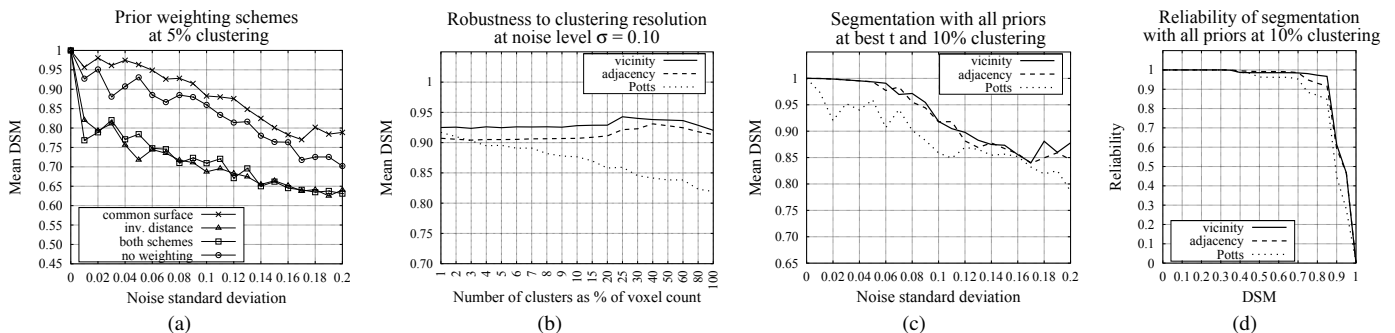 Prior weighting schemes
at 5% clustering
Mean DSM
1
0.95
0.90
0.85
0.80
0.75
0.70
0.65
0.60
0.55
0.50
0.45
common surface
inv. distance
both schemes
no weighting
0 0.02 0.04 0.06 0.08 0.1 0.12 0.14 0.16 0.18 0.2
Noise standard deviation
(a)
Robustness to clustering resolution
at noise level σ = 0.10
Mean DSM
vicinity
adjacency
Potts
1
0.95
0.90
0.85
0.80
0.75
0.70
1 2 3 4 5 6 7 8 9 10 15 20 25 30 40 50 60 80 100
Number of clusters as % of voxel count
(b)
Segmentation with all priors
at best t and 10% clustering
Mean DSM
vicinity
adjacency
Potts
1
0.95
0.90
0.85
0.80
0.75
0.70
0.65
0 0.02 0.04 0.06 0.08 0.1 0.12 0.14 0.16 0.18 0.2
Noise standard deviation
(c)
Reliability of segmentation
with all priors at 10% clustering
Reliability
1
0.9
0.8
0.7
0.6
0.5
0.4
0.3
0.2
0.1
0
vicinity
adjacency
Potts
0 0.1 0.2 0.3 0.4 0.5 0.6 0.7 0.8 0.9 1
DSM
(d)